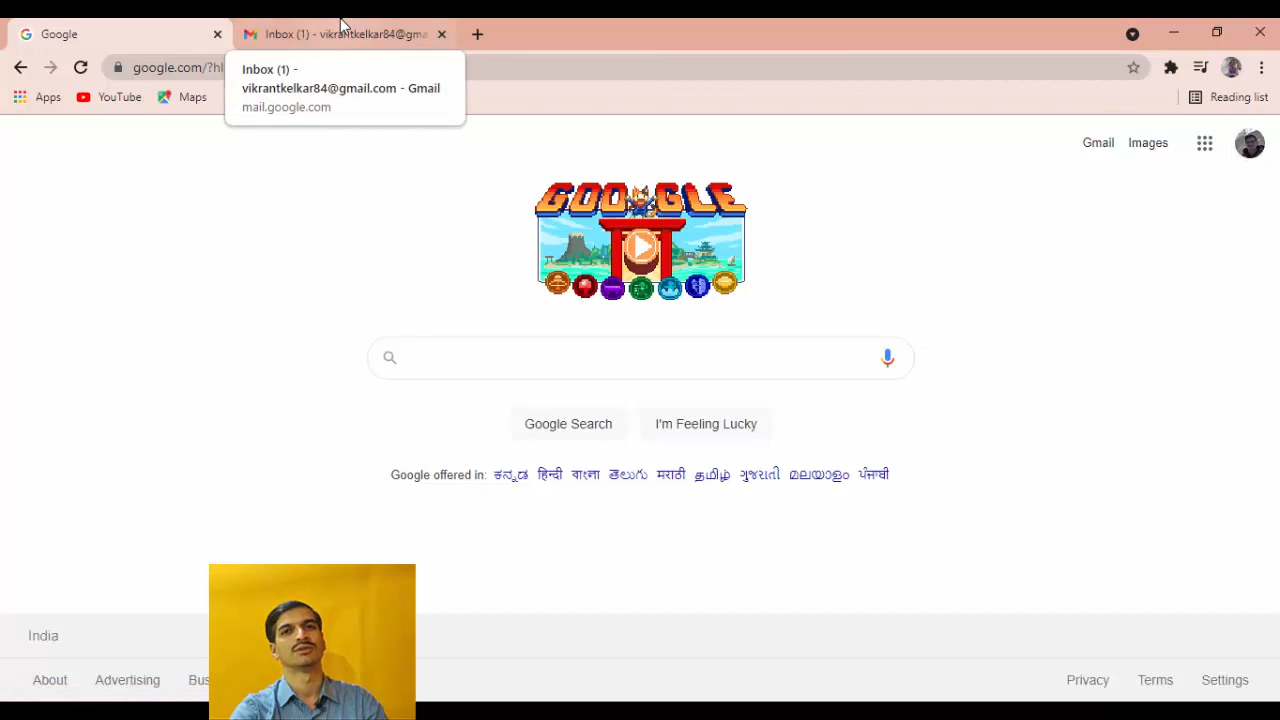 Google
Inbox (1) - vikrantkelkar84@gma
google.com/?hl
Inbox (1) -
vikrantkelkar84@gmail.com - Gmail
mail.google.com
Apps
YouTube
Maps
Reading list
Gmail
Images
GOOGLE
Google Search
I'm Feeling Lucky
Google offered in: ಕನ್ನಡ हिन्दी বাংলা తెలుగు मराठी தமிழ் ગુજરાતી മലയാളം ਪੰਜਾਬੀ
India
About
Advertising
Bus
Privacy
Terms
Settings